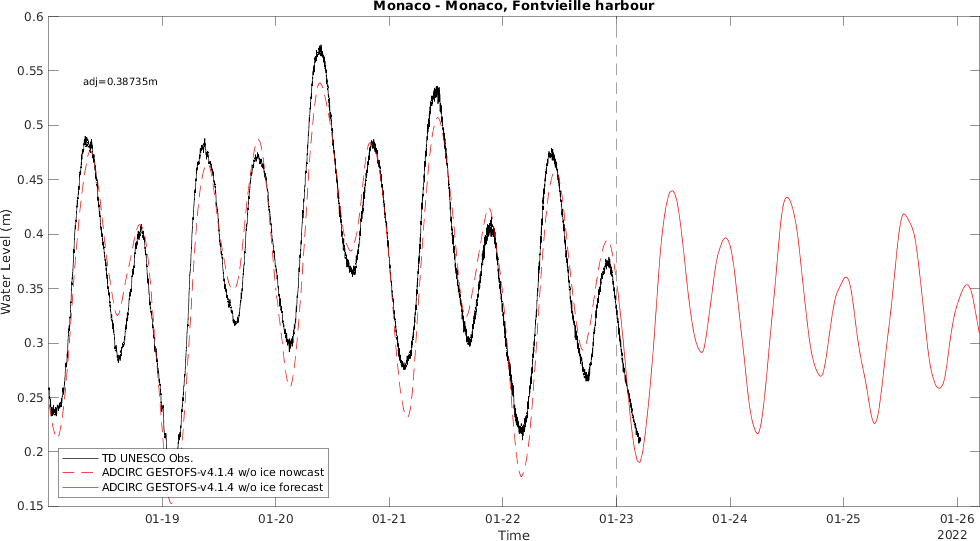 Monaco - Monaco, Fontvieille harbour
0.6
0.55
0.5
0.45
0.4
0.35
0.3
0.25
0.2
0.15
Water Level (m)
adj=0.38735m
TD UNESCO Obs.
ADCIRC GESTOFS-v4.1.4 w/o ice nowcast
ADCIRC GESTOFS-v4.1.4 w/o ice forecast
01-19 01-20 01-21 01-22 01-23 01-24 01-25 01-26
Time 2022